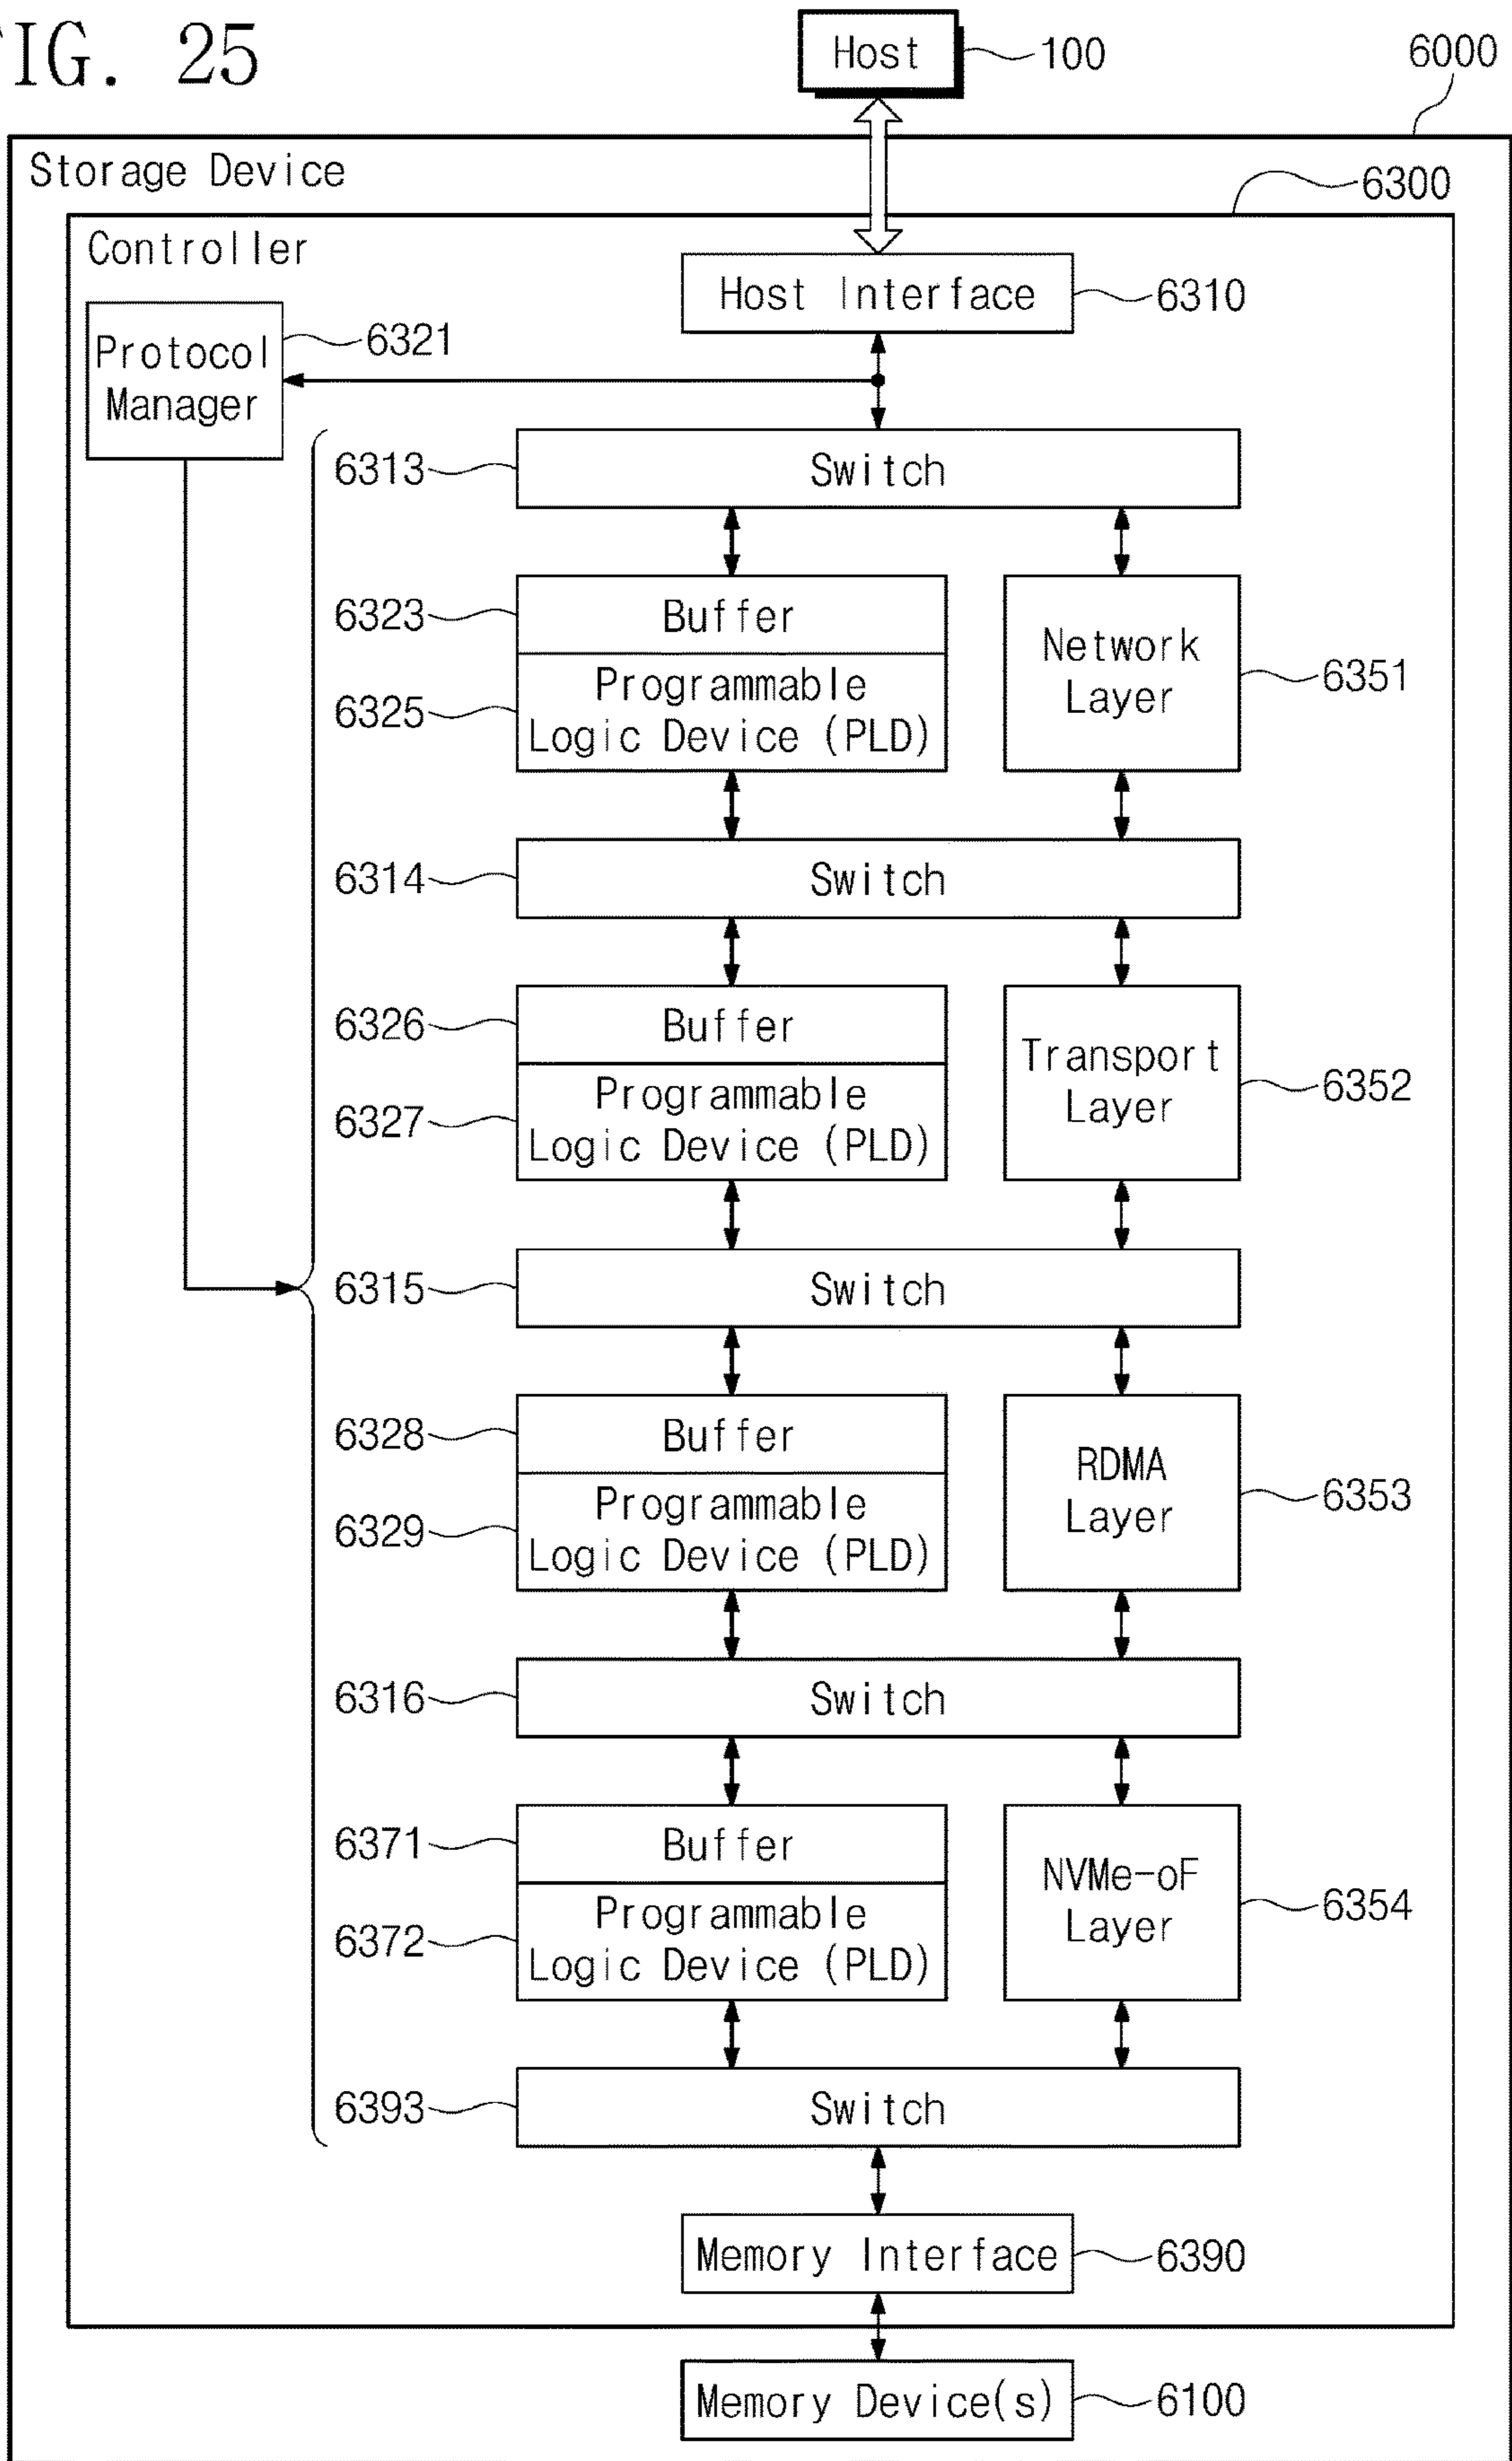 FIG. 25
Host
100
6000
Storage Device
6300
Controller
Host Interface
6310
Protocol
Manager
6321
6313
Switch
6323
Buffer
6325
Programmable
Logic Device (PLD)
Network
Layer
6351
6314
Switch
6326
Buffer
6327
Programmable
Logic Device (PLD)
Transport
Layer
6352
6315
Switch
6328
Buffer
6329
Programmable
Logic Device (PLD)
RDMA
Layer
6353
6316
Switch
6371
Buffer
6372
Programmable
Logic Device (PLD)
NVMe-oF
Layer
6354
6393
Switch
Memory Interface
6390
Memory Device(s)
6100